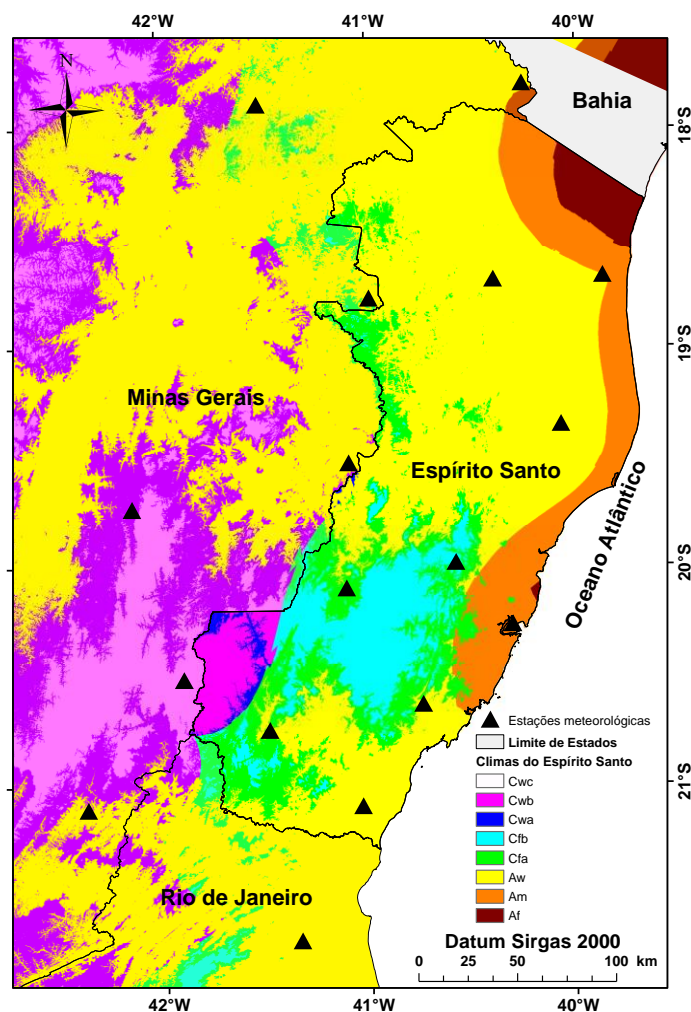 42°W 41°W 40°W
N
Bahia
18°S
19°S
Minas Gerais
Espírito Santo
Oceano Atlântico
20°S
Estações meteorológicas
Limite de Estados
Climas do Espírito Santo
Cwc
21°S
Cwb
Cwa
Cfb
Cfa
Aw
Rio de Janeiro
Am
Af
Datum Sirgas 2000
0 25 50 100 km
42°W 41°W 40°W